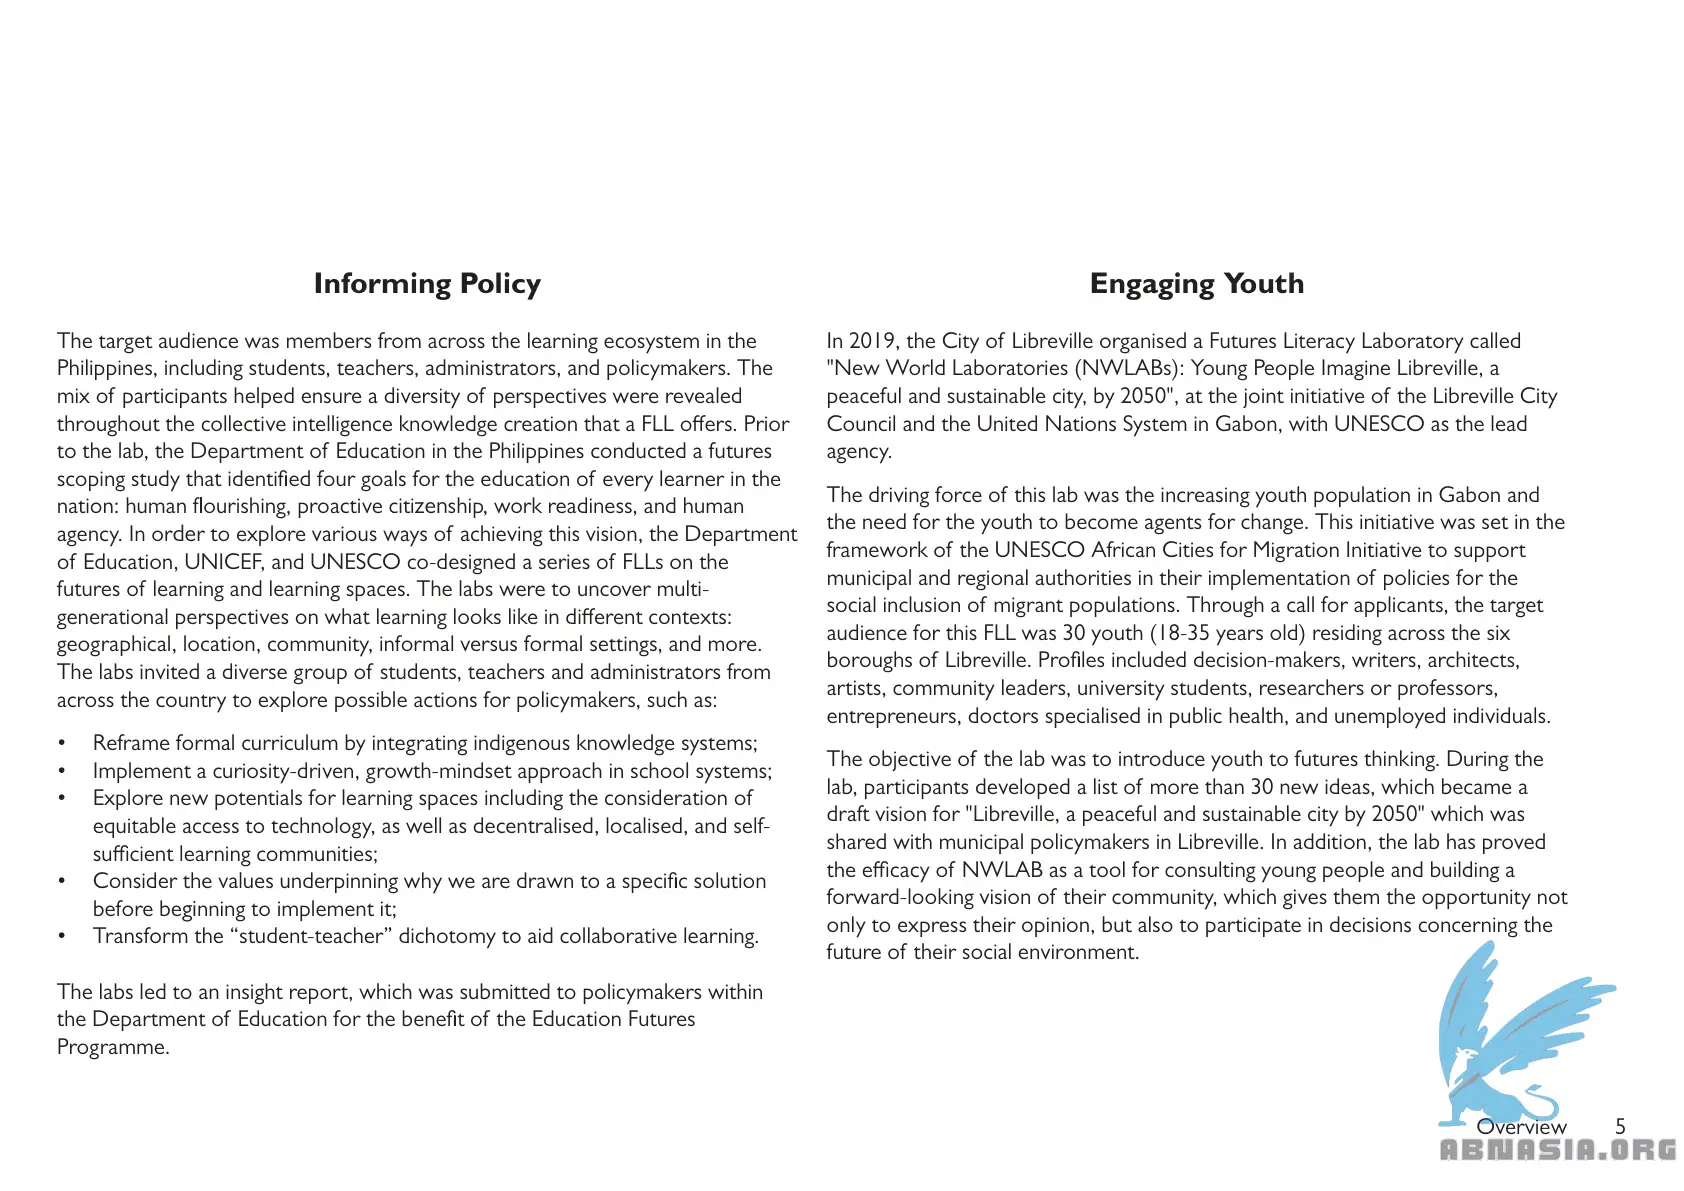 Informing Policy
The target audience was members from across the learning ecosystem in the
Philippines, including students, teachers, administrators, and policymakers. The
mix of participants helped ensure a diversity of perspectives were revealed
throughout the collective intelligence knowledge creation that a FLL offers. Prior
to the lab, the Department of Education in the Philippines conducted a futures
scoping study that identified four goals for the education of every learner in the
nation: human flourishing, proactive citizenship, work readiness, and human
agency. In order to explore various ways of achieving this vision, the Department
of Education, UNICEF, and UNESCO co-designed a series of FLLs on the
futures of learning and learning spaces. The labs were to uncover multi-
generational perspectives on what learning looks like in different contexts:
geographical, location, community, informal versus formal settings, and more.
The labs invited a diverse group of students, teachers and administrators from
across the country to explore possible actions for policymakers, such as:
• Reframe formal curriculum by integrating indigenous knowledge systems;
• Implement a curiosity-driven, growth-mindset approach in school systems;
• Explore new potentials for learning spaces including the consideration of
equitable access to technology, as well as decentralised, localised, and self-
sufficient learning communities;
• Consider the values underpinning why we are drawn to a specific solution
before beginning to implement it;
• Transform the “student-teacher” dichotomy to aid collaborative learning.
The labs led to an insight report, which was submitted to policymakers within
the Department of Education for the benefit of the Education Futures
Programme.
Engaging Youth
In 2019, the City of Libreville organised a Futures Literacy Laboratory called
"New World Laboratories (NWLABs): Young People Imagine Libreville, a
peaceful and sustainable city, by 2050", at the joint initiative of the Libreville City
Council and the United Nations System in Gabon, with UNESCO as the lead
agency.
The driving force of this lab was the increasing youth population in Gabon and
the need for the youth to become agents for change. This initiative was set in the
framework of the UNESCO African Cities for Migration Initiative to support
municipal and regional authorities in their implementation of policies for the
social inclusion of migrant populations. Through a call for applicants, the target
audience for this FLL was 30 youth (18-35 years old) residing across the six
boroughs of Libreville. Profiles included decision-makers, writers, architects,
artists, community leaders, university students, researchers or professors,
entrepreneurs, doctors specialised in public health, and unemployed individuals.
The objective of the lab was to introduce youth to futures thinking. During the
lab, participants developed a list of more than 30 new ideas, which became a
draft vision for "Libreville, a peaceful and sustainable city by 2050" which was
shared with municipal policymakers in Libreville. In addition, the lab has proved
the efficacy of NWLAB as a tool for consulting young people and building a
forward-looking vision of their community, which gives them the opportunity not
only to express their opinion, but also to participate in decisions concerning the
future of their social environment.
Overview 5
ABNASIA.ORG